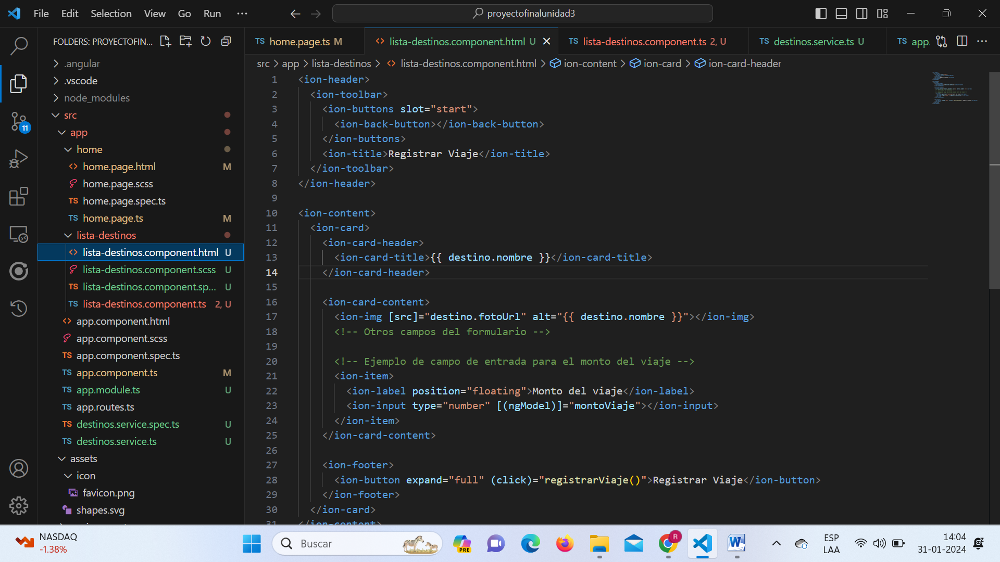 File Edit Selection View Go Run ··· proyectofinalunidad3
FOLDERS: PROYECTOFIN...
.angular
.vscode
node_modules
src
app
home
home.page.html M
home.page.scss
TS home.page.spec.ts
TS home.page.ts M
lista-destinos
lista-destinos.component.html U
lista-destinos.component.scss U
TS lista-destinos.component.sp... U
TS lista-destinos.component.ts 2, U
app.component.html
app.component.scss
TS app.component.spec.ts
TS app.component.ts M
TS app.module.ts U
TS app.routes.ts
TS destinos.service.spec.ts U
TS destinos.service.ts U
assets
icon
favicon.png
shapes.svg
11
TS home.page.ts M <> lista-destinos.component.html U TS lista-destinos.component.ts 2, U TS destinos.service.ts U TS app.
src > app > lista-destinos > <> lista-destinos.component.html > ion-content > ion-card > ion-card-header
1 <ion-header>
2 <ion-toolbar>
3 <ion-buttons slot="start">
4 <ion-back-button></ion-back-button>
5 </ion-buttons>
6 <ion-title>Registrar Viaje</ion-title>
7 </ion-toolbar>
8 </ion-header>
9
10 <ion-content>
11 <ion-card>
12 <ion-card-header>
13 <ion-card-title>{{ destino.nombre }}</ion-card-title>
14 </ion-card-header>
15
16 <ion-card-content>
17 <ion-img [src]="destino.fotoUrl" alt="{{ destino.nombre }}"></ion-img>
18 <!-- Otros campos del formulario -->
19
20 <!-- Ejemplo de campo de entrada para el monto del viaje -->
21 <ion-item>
22 <ion-label position="floating">Monto del viaje</ion-label>
23 <ion-input type="number" [(ngModel)]="montoViaje"></ion-input>
24 </ion-item>
25 </ion-card-content>
26
27 <ion-footer>
28 <ion-button expand="full" (click)="registrarViaje()">Registrar Viaje</ion-button>
29 </ion-footer>
30 </ion-card>
31 </ion-content>
NASDAQ
-1.38%
Buscar
PRE
R
W
ESP
LAA
14:04
31-01-2024